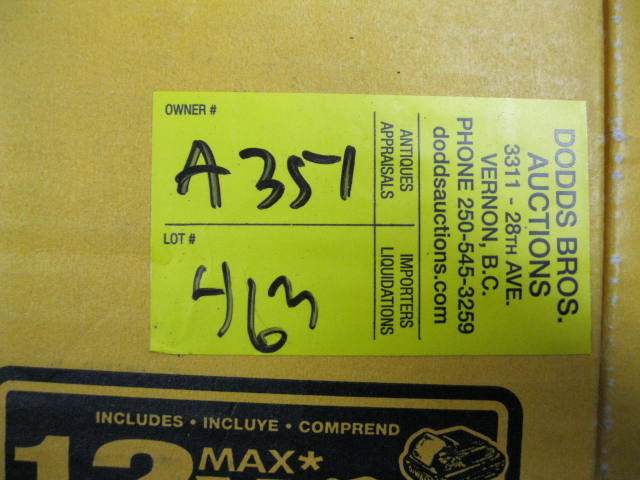 OWNER #
A351
LOT #
463
ANTIQUES
APPRAISALS
IMPORTERS
LIQUIDATIONS
DODDS BROS.
AUCTIONS
3311 - 28TH AVE.
VERNON, B.C.
PHONE 250-545-3259
doddsauctions.com
INCLUDES • INCLUYE • COMPREND
12 MAX*